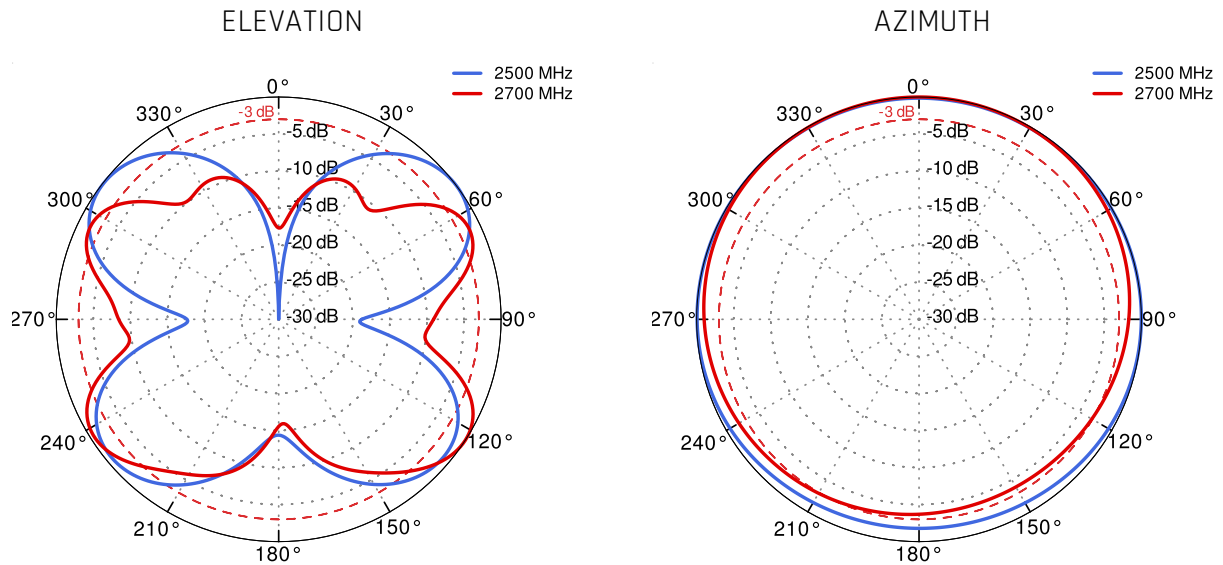 ELEVATION
2500 MHz
2700 MHz
0°
330°
-3 dB
30°
-5 dB
-10 dB
300°
-15 dB
60°
-20 dB
-25 dB
270°
-30 dB
90°
240°
120°
210°
150°
180°
AZIMUTH
2500 MHz
2700 MHz
0°
330°
-3 dB
30°
-5 dB
-10 dB
300°
-15 dB
60°
-20 dB
-25 dB
270°
-30 dB
90°
240°
120°
210°
150°
180°